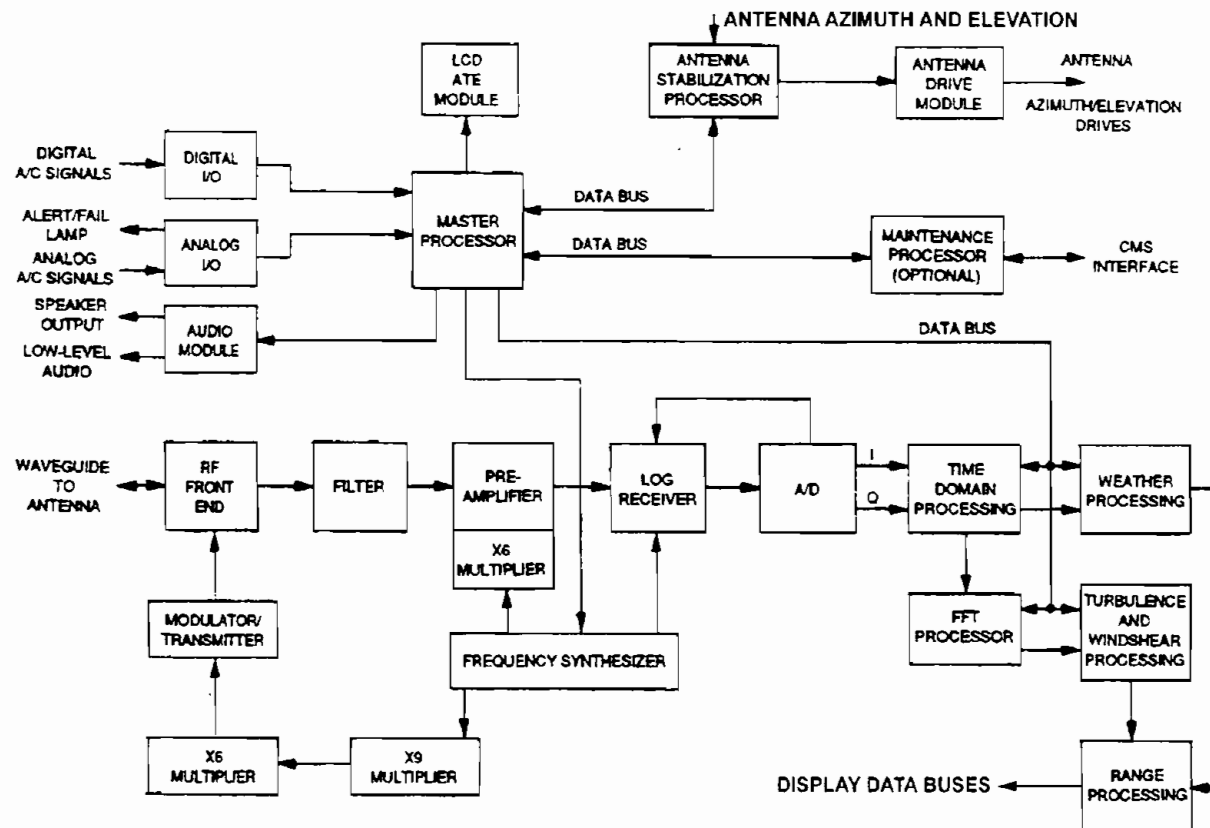 ANTENNA AZIMUTH AND ELEVATION
LCD
ATE
MODULE
ANTENNA
STABILIZATION
PROCESSOR
ANTENNA
DRIVE
MODULE
ANTENNA
AZIMUTH/ELEVATION
DRIVES
DIGITAL
A/C SIGNALS
DIGITAL
I/O
ALERT/FAIL
LAMP
ANALOG
A/C SIGNALS
ANALOG
I/O
MASTER
PROCESSOR
DATA BUS
DATA BUS
MAINTENANCE
PROCESSOR
(OPTIONAL)
CMS
INTERFACE
SPEAKER
OUTPUT
LOW-LEVEL
AUDIO
AUDIO
MODULE
DATA BUS
WAVEGUIDE
TO
ANTENNA
RF
FRONT
END
FILTER
PRE-
AMPLIFIER
X6
MULTIPLIER
LOG
RECEIVER
A/D
I
Q
TIME
DOMAIN
PROCESSING
WEATHER
PROCESSING
MODULATOR/
TRANSMITTER
FREQUENCY SYNTHESIZER
FFT
PROCESSOR
TURBULENCE
AND
WINDSHEAR
PROCESSING
X6
MULTIPLIER
X9
MULTIPLIER
DISPLAY DATA BUSES
RANGE
PROCESSING